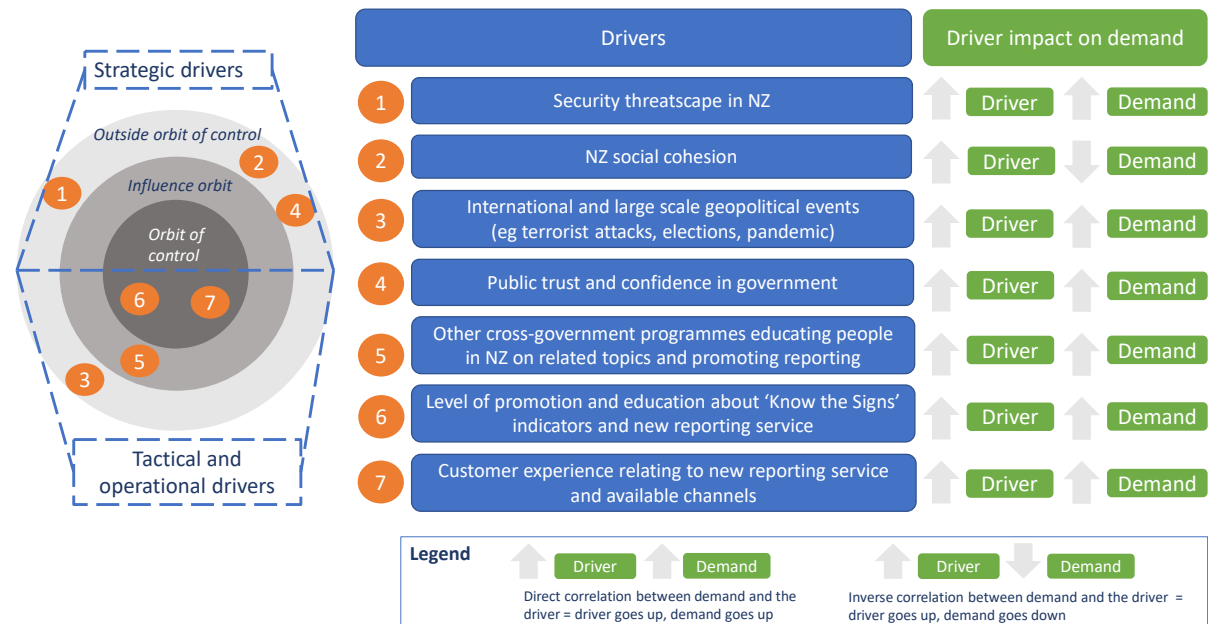 Strategic drivers
Outside orbit of control
2
1
Influence orbit
4
Orbit of
control
6
7
5
3
Tactical and
operational drivers
Drivers
Driver impact on demand
1
Security threatscape in NZ
Driver
Demand
2
NZ social cohesion
Driver
Demand
3
International and large scale geopolitical events
(eg terrorist attacks, elections, pandemic)
Driver
Demand
4
Public trust and confidence in government
Driver
Demand
5
Other cross-government programmes educating people
in NZ on related topics and promoting reporting
Driver
Demand
6
Level of promotion and education about ‘Know the Signs’
indicators and new reporting service
Driver
Demand
7
Customer experience relating to new reporting service
and available channels
Driver
Demand
Legend
Driver
Demand
Direct correlation between demand and the
driver = driver goes up, demand goes up
Driver
Demand
Inverse correlation between demand and the driver =
driver goes up, demand goes down